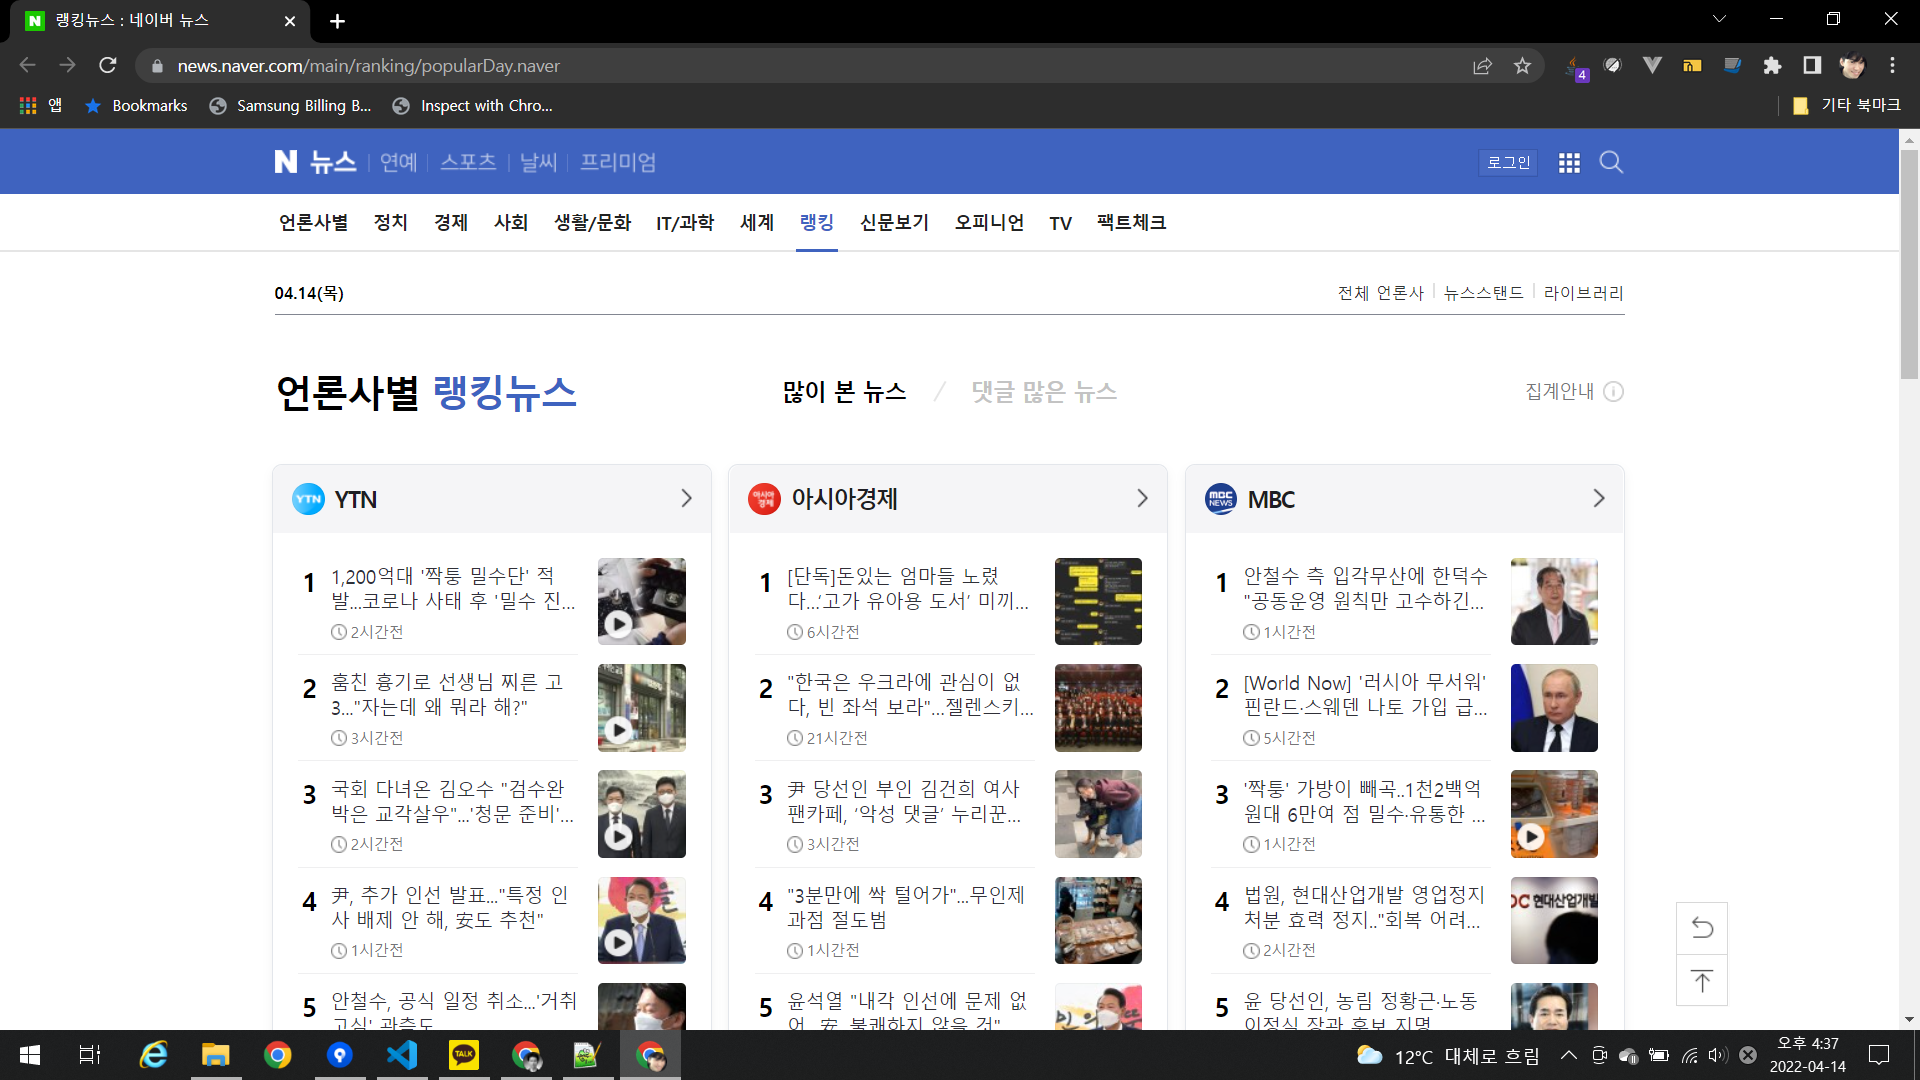 랭킹뉴스 : 네이버 뉴스
news.naver.com/main/ranking/popularDay.naver
4
앱
Bookmarks
Samsung Billing B...
Inspect with Chro...
기타 북마크
N 뉴스
연예
스포츠
날씨
프리미엄
로그인
언론사별
정치
경제
사회
생활/문화
IT/과학
세계
랭킹
신문보기
오피니언
TV
팩트체크
04.14(목)
전체 언론사
뉴스스탠드
라이브러리
언론사별 랭킹뉴스
많이 본 뉴스
댓글 많은 뉴스
집계안내
YTN YTN
1
1,200억대 '짝퉁 밀수단' 적
발...코로나 사태 후 '밀수 진...
2시간전
2
훔친 흉기로 선생님 찌른 고
3..."자는데 왜 뭐라 해?"
3시간전
3
국회 다녀온 김오수 "검수완
박은 교각살우"...'청문 준비'...
2시간전
4
尹, 추가 인선 발표..."특정 인
사 배제 안 해, 安도 추천"
1시간전
5
안철수, 공식 일정 취소...'거취
고심' 관측도
아시아경제 아시아경제
1
[단독]돈있는 엄마들 노렸
다…‘고가 유아용 도서’ 미끼...
6시간전
2
"한국은 우크라에 관심이 없
다, 빈 좌석 보라"…젤렌스키...
21시간전
3
尹 당선인 부인 김건희 여사
팬카페, ‘악성 댓글’ 누리꾼...
3시간전
4
"3분만에 싹 털어가"…무인제
과점 절도범
1시간전
5
윤석열 "내각 인선에 문제 없
어…安, 불쾌하지 않을 것"
MBC NEWS MBC
1
안철수 측 입각무산에 한덕수
"공동운영 원칙만 고수하긴...
1시간전
2
[World Now] '러시아 무서워'
핀란드·스웨덴 나토 가입 급...
5시간전
3
'짝퉁' 가방이 빼곡‥1천2백억
원대 6만여 점 밀수·유통한 ...
1시간전
4
법원, 현대산업개발 영업정지
처분 효력 정지‥"회복 어려...
2시간전
현대산업개발
5
윤 당선인, 농림 정황근·노동
이정식 장관 후보 지명
TALK
12°C 대체로 흐림
오후 4:37
2022-04-14